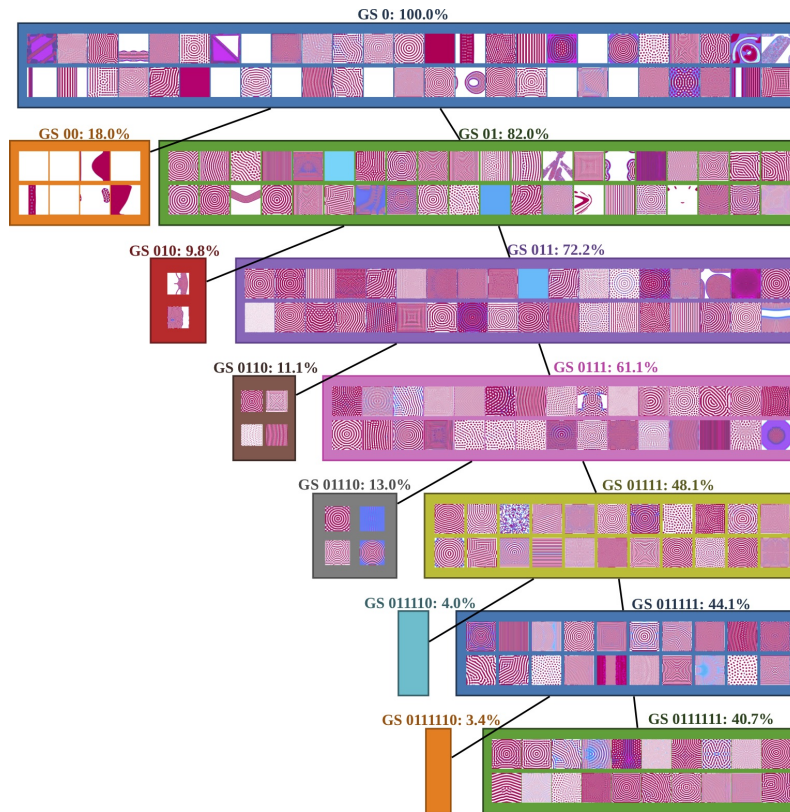 GS 0: 100.0%
GS 00: 18.0%
GS 01: 82.0%
GS 010: 9.8%
GS 011: 72.2%
GS 0110: 11.1%
GS 0111: 61.1%
GS 01110: 13.0%
GS 01111: 48.1%
GS 011110: 4.0%
GS 011111: 44.1%
GS 0111110: 3.4%
GS 0111111: 40.7%